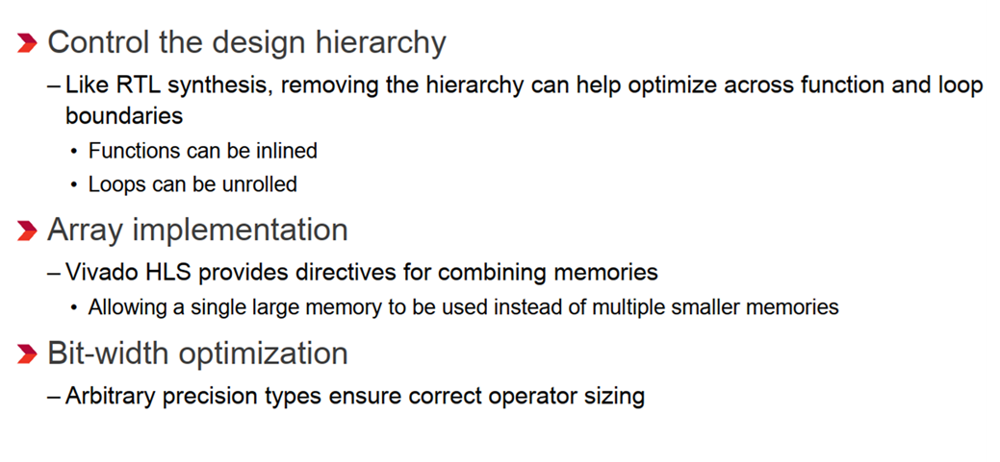 Control the design hierarchy
– Like RTL synthesis, removing the hierarchy can help optimize across function and loop
boundaries
• Functions can be inlined
• Loops can be unrolled
Array implementation
– Vivado HLS provides directives for combining memories
• Allowing a single large memory to be used instead of multiple smaller memories
Bit-width optimization
– Arbitrary precision types ensure correct operator sizing